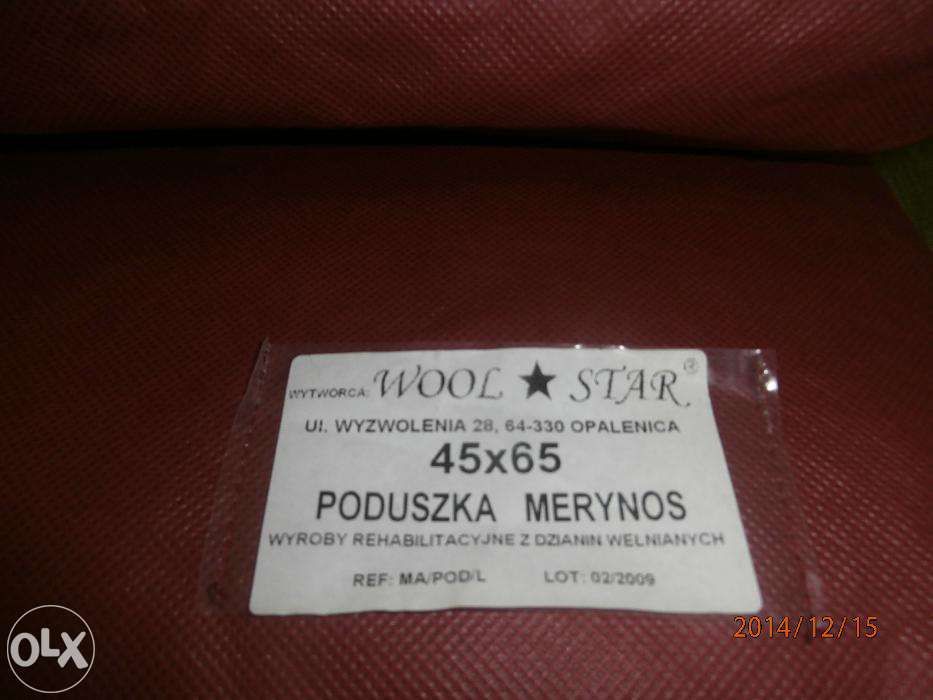 WYTWÓRCA: WOOL ★ STAR ®
Ul. WYZWOLENIA 28, 64-330 OPALENICA
45x65
PODUSZKA MERYNOS
WYROBY REHABILITACYJNE Z DZIANIN WEŁNIANYCH
REF: MA/POD/L LOT: 02/2009
2014/12/15
OLX